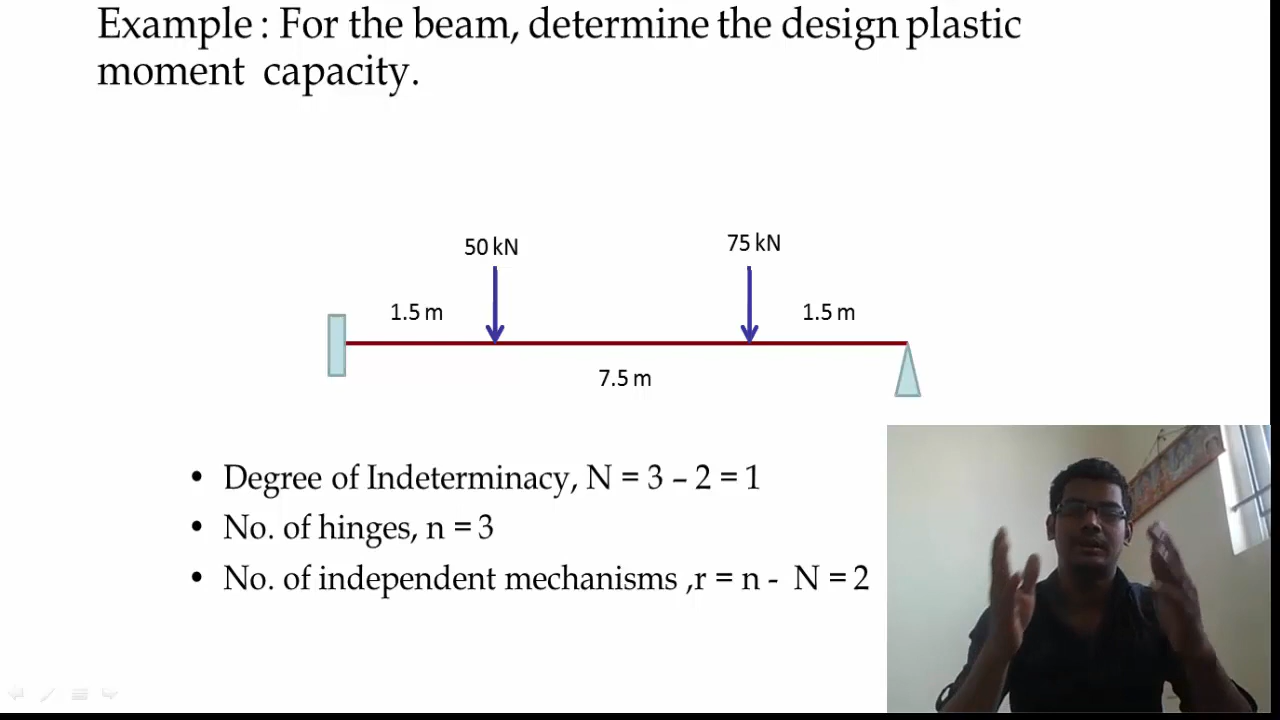 Example : For the beam, determine the design plastic
moment capacity.
50 kN
75 kN
1.5 m
1.5 m
7.5 m
• Degree of Indeterminacy, N = 3 – 2 = 1
• No. of hinges, n = 3
• No. of independent mechanisms ,r = n - N = 2